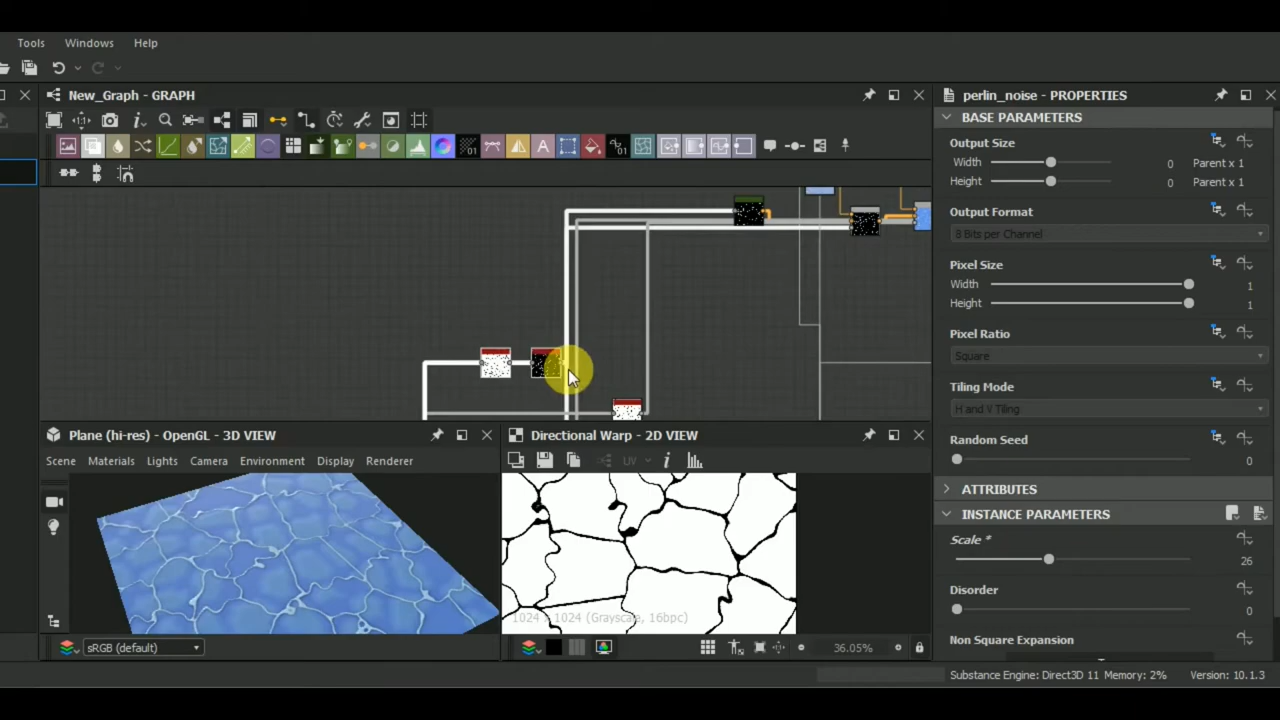 Tools Windows Help
New_Graph - GRAPH
perlin_noise - PROPERTIES
BASE PARAMETERS
Output Size
Width 0 Parent x 1
Height 0 Parent x 1
Output Format
8 Bits per Channel
Pixel Size
Width 1
Height 1
Pixel Ratio
Square
Tiling Mode
H and V Tiling
Random Seed
0
ATTRIBUTES
INSTANCE PARAMETERS
Scale *
26
Disorder
0
Non Square Expansion
Plane (hi-res) - OpenGL - 3D VIEW
Scene Materials Lights Camera Environment Display Renderer
sRGB (default)
Directional Warp - 2D VIEW
UV
1024 x 1024 (Grayscale, 16bpc)
36.05%
Substance Engine: Direct3D 11 Memory: 2% Version: 10.1.3